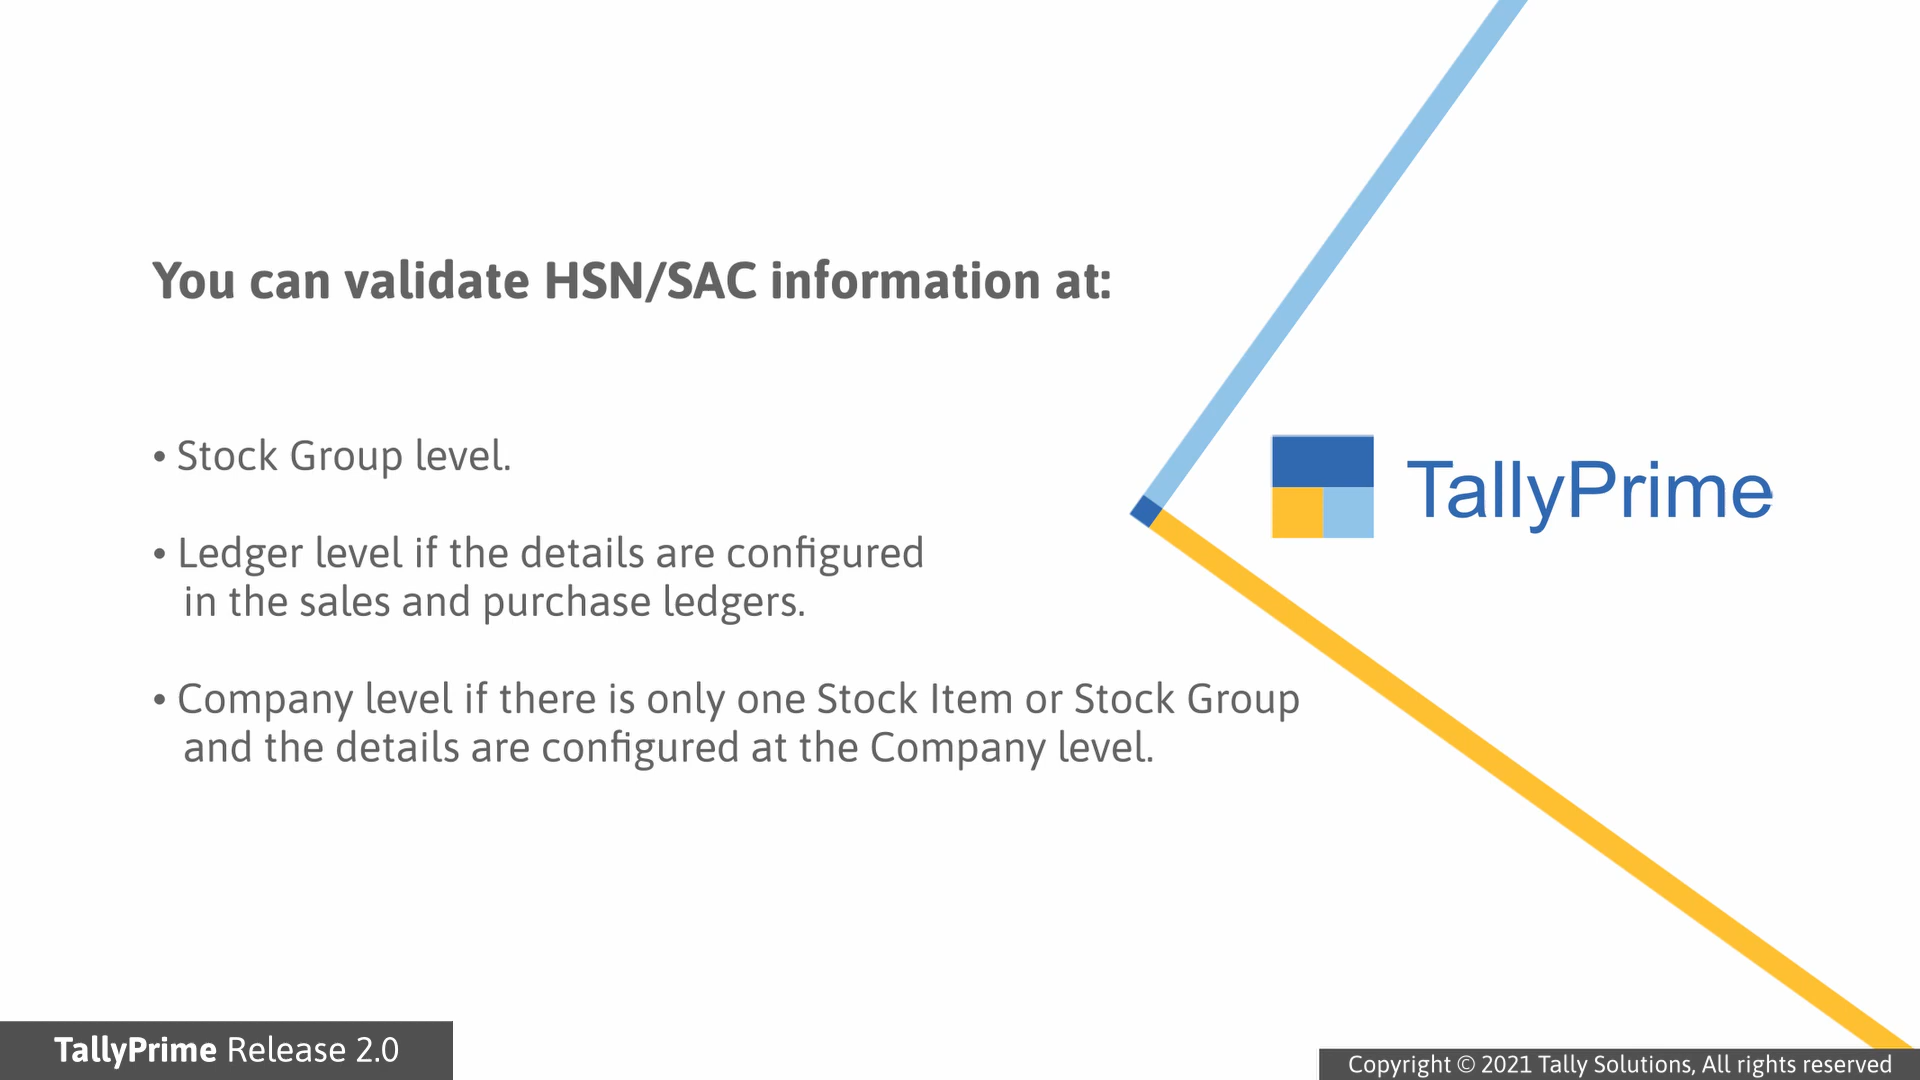 You can validate HSN/SAC information at:
• Stock Group level.
• Ledger level if the details are configured
in the sales and purchase ledgers.
• Company level if there is only one Stock Item or Stock Group
and the details are configured at the Company level.
TallyPrime
TallyPrime Release 2.0
Copyright © 2021 Tally Solutions, All rights reserved